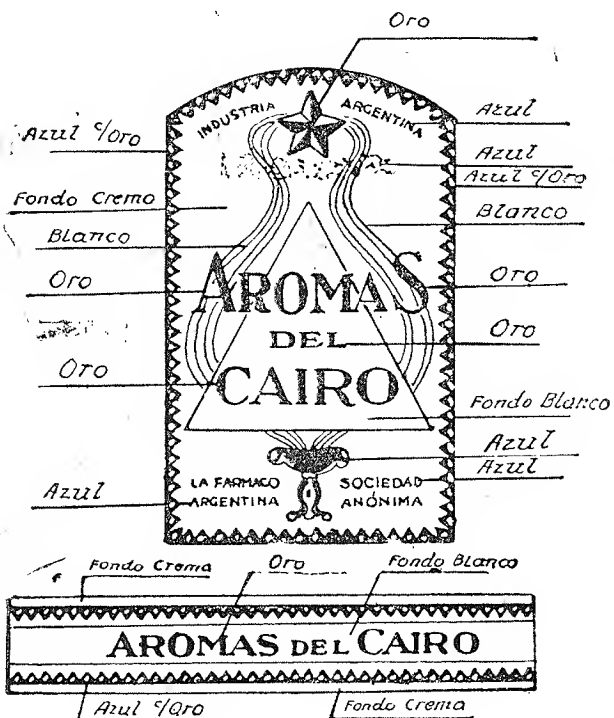 Oro
INDUSTRIA ARGENTINA
Azul
Azul c/oro
Azul
Azul c/oro
Fondo Cremo
Blanco
Blanco
Oro
AROMAS
Oro
DEL
Oro
Oro
CAIRO
Fondo Blanco
Azul
Azul
LA FARMACO SOCIEDAD
Azul
ARGENTINA ANÓNIMA
Fondo Crema
Oro
Fondo Blanco
AROMAS DEL CAIRO
Azul c/oro
Fondo Crema